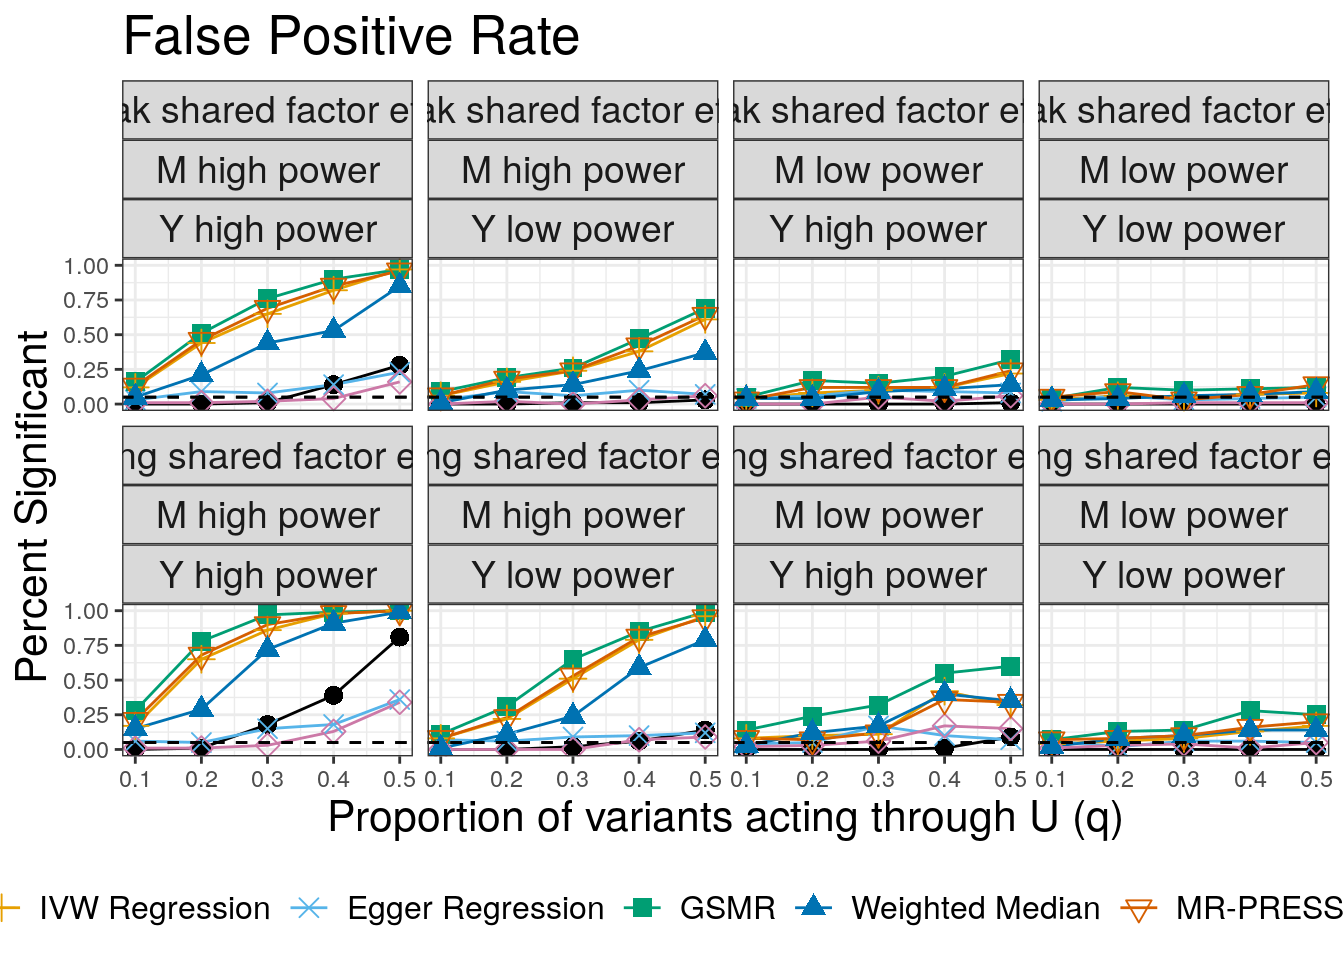 False Positive Rate
ak shared factor e ak shared factor e ak shared factor e ak shared factor e
M high power M high power M low power M low power
Y high power Y low power Y high power Y low power
1.00
0.75
0.50
0.25
0.00
ng shared factor e ng shared factor e ng shared factor e ng shared factor e
M high power M high power M low power M low power
Y high power Y low power Y high power Y low power
1.00
0.75
0.50
0.25
0.00
0.1 0.2 0.3 0.4 0.5 0.1 0.2 0.3 0.4 0.5 0.1 0.2 0.3 0.4 0.5 0.1 0.2 0.3 0.4 0.5
Percent Significant
Proportion of variants acting through U (q)
IVW Regression Egger Regression GSMR Weighted Median MR-PRESS